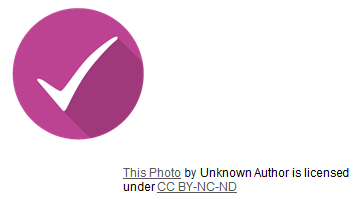 This Photo by Unknown Author is licensed
under CC BY-NC-ND